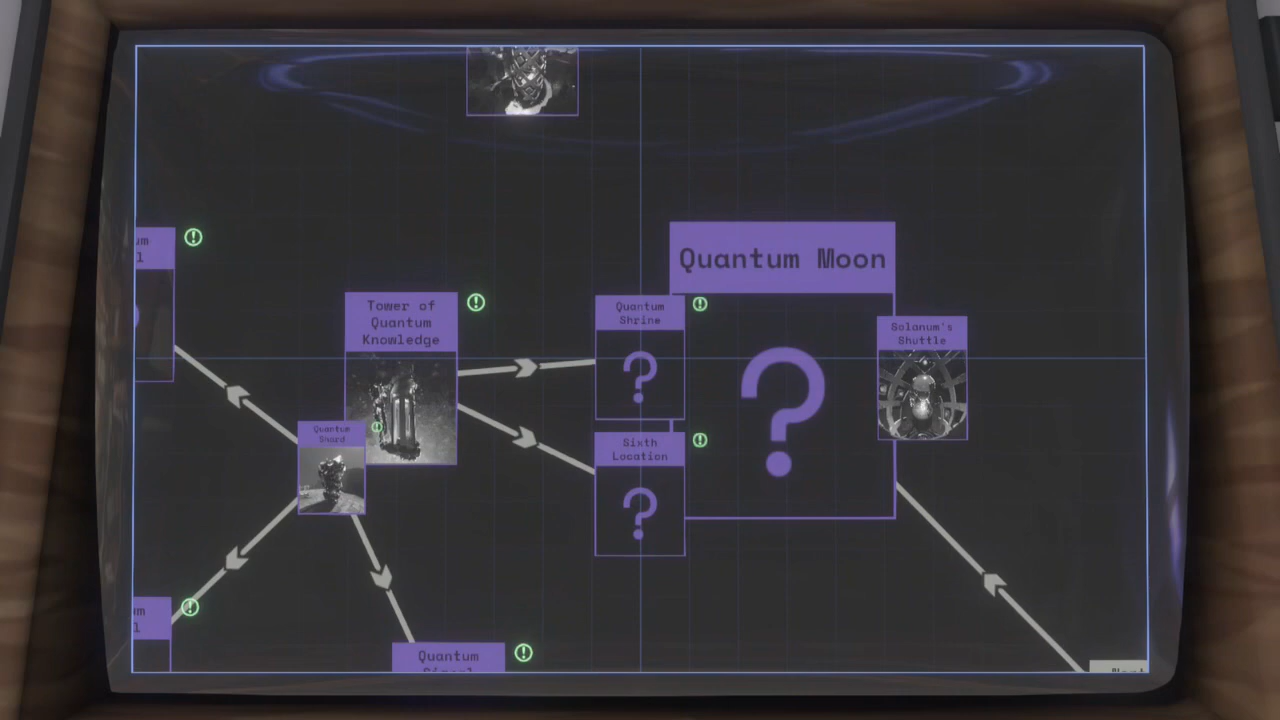 Quantum Moon
Tower of
Quantum
Knowledge
Quantum
Shrine
Solanum's
Shuttle
Quantum
Shard
Sixth
Location
Quantum